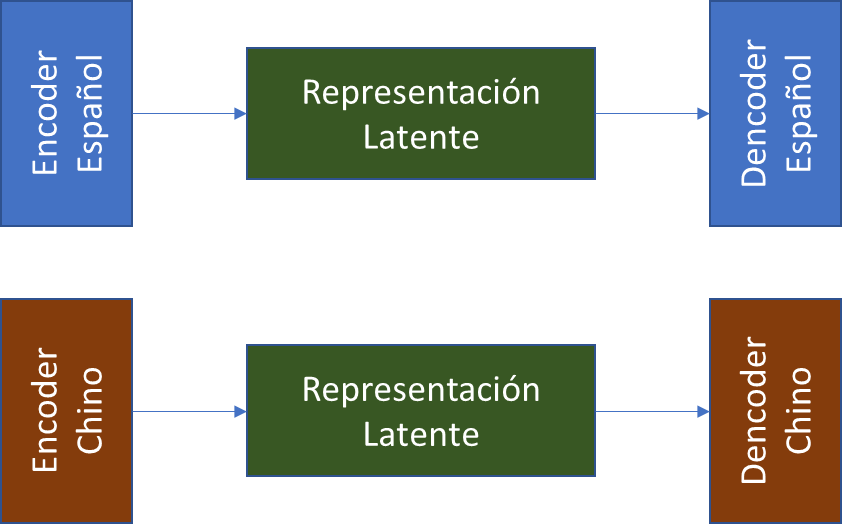 Encoder
Español
Representación
Latente
Dencoder
Español
Encoder
Chino
Representación
Latente
Dencoder
Chino